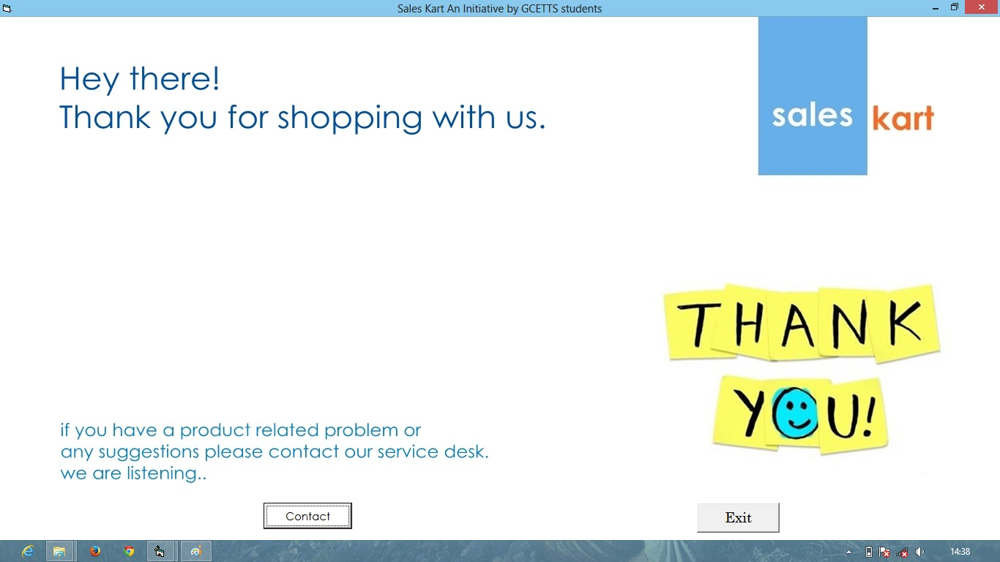 Sales Kart An Initiative by GCETTS students
Hey there!
Thank you for shopping with us.
sales kart
THANK
YOU!
if you have a product related problem or
any suggestions please contact our service desk.
we are listening..
Contact
Exit
14:38